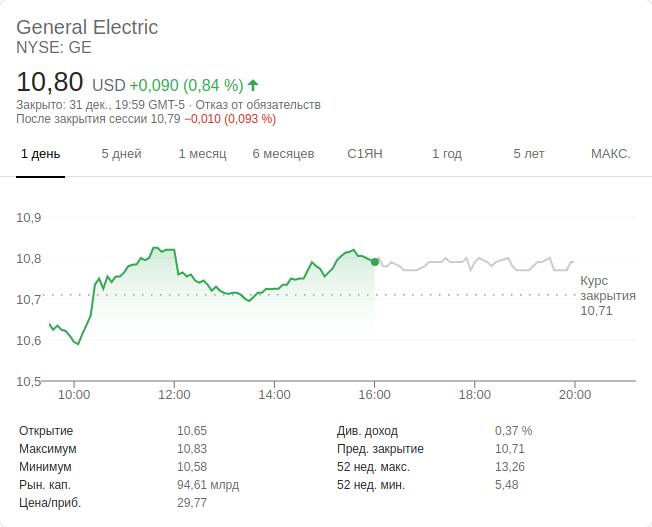 General Electric
NYSE: GE
10,80 USD +0,090 (0,84 %)
Закрыто: 31 дек., 19:59 GMT-5 · Отказ от обязательств
После закрытия сессии 10,79 −0,010 (0,093 %)
1 день 5 дней 1 месяц 6 месяцев С1ЯН 1 год 5 лет МАКС.
10,9
10,8
10,7
10,6
10,5
Курс
закрытия
10,71
10:00 12:00 14:00 16:00 18:00 20:00
Открытие 10,65 Див. доход 0,37 %
Максимум 10,83 Пред. закрытие 10,71
Минимум 10,58 52 нед. макс. 13,26
Рын. кап. 94,61 млрд 52 нед. мин. 5,48
Цена/приб. 29,77